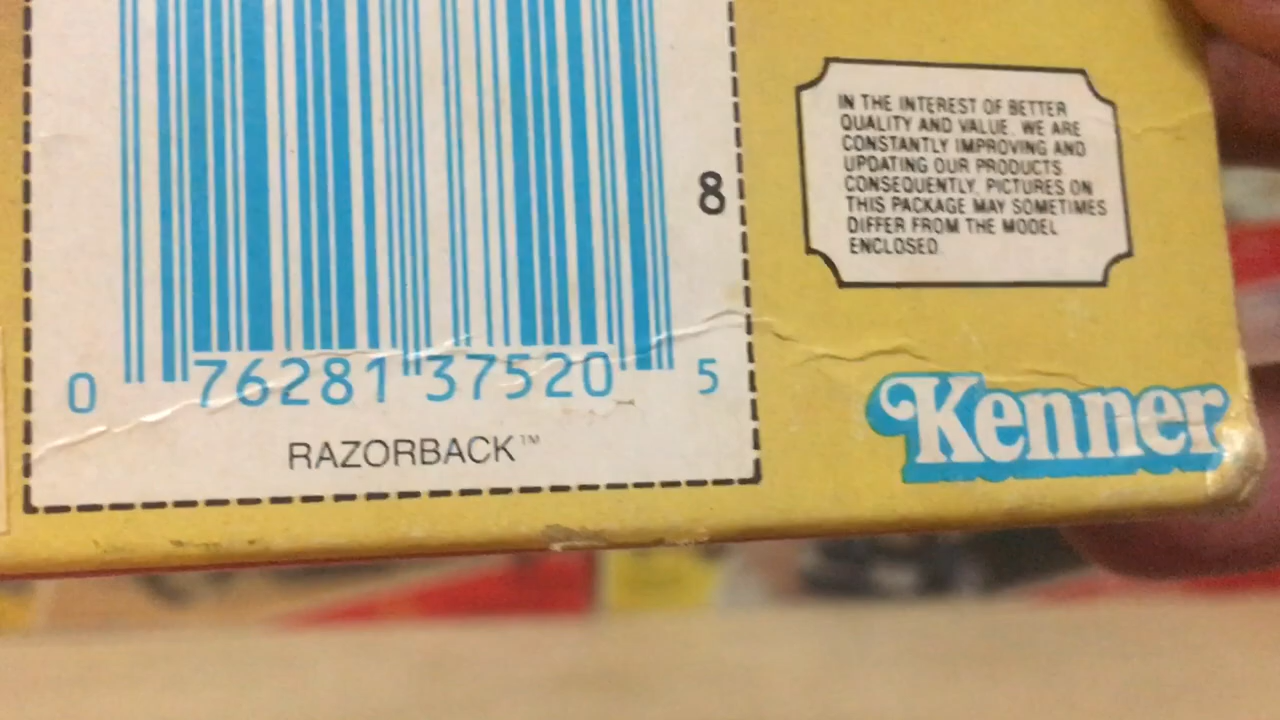 IN THE INTEREST OF BETTER
QUALITY AND VALUE, WE ARE
CONSTANTLY IMPROVING AND
UPDATING OUR PRODUCTS
CONSEQUENTLY, PICTURES ON
THIS PACKAGE MAY SOMETIMES
DIFFER FROM THE MODEL
ENCLOSED.
8
0 76281 37520 5
RAZORBACK™
Kenner